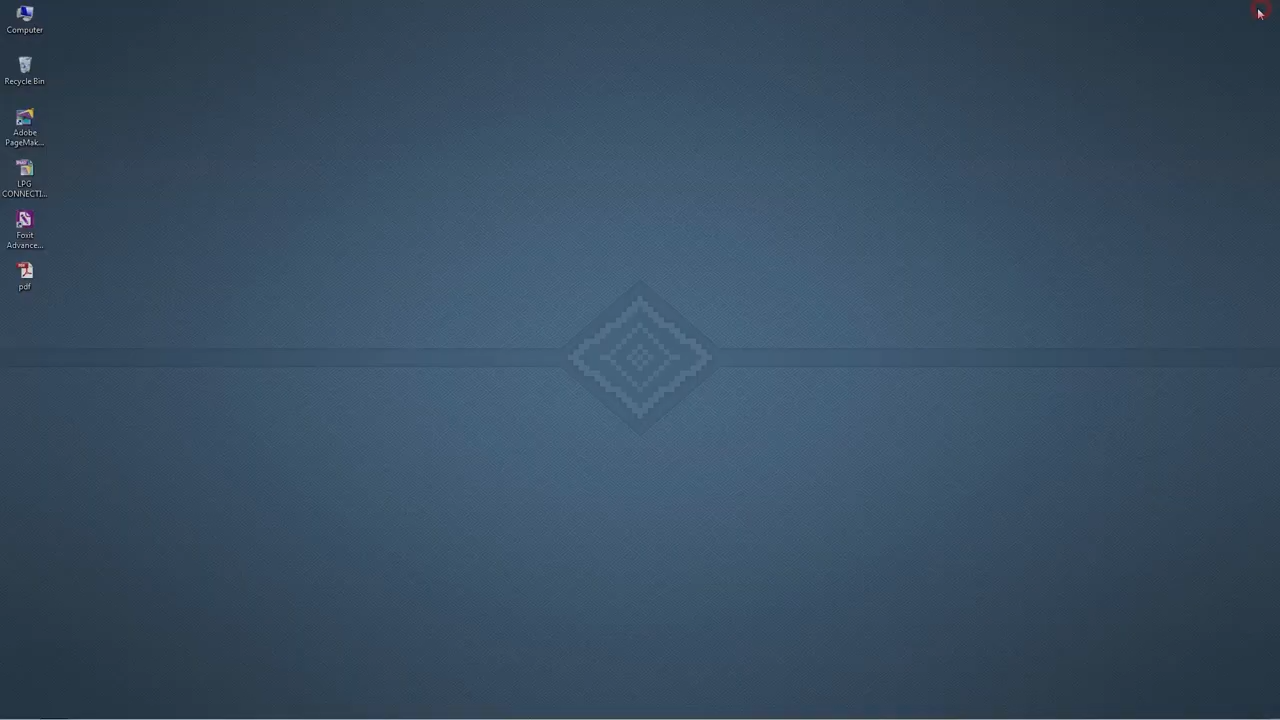 Computer
Recycle Bin
Adobe
PageMak...
LPG
CONNECTI...
Foxit
Advance...
pdf